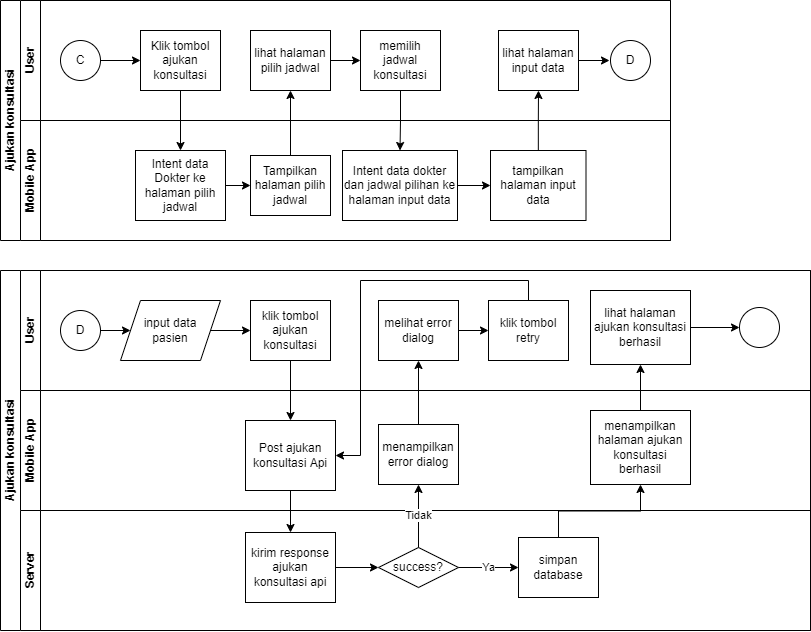 Ajukan konsultasi
User
C
Klik tombol
ajukan
konsultasi
lihat halaman
pilih jadwal
memilih
jadwal
konsultasi
lihat halaman
input data
D
Mobile App
Intent data
Dokter ke
halaman pilih
jadwal
Tampilkan
halaman pilih
jadwal
Intent data dokter
dan jadwal pilihan ke
halaman input data
tampilkan
halaman input
data
Ajukan konsultasi
User
D
input data
pasien
klik tombol
ajukan
konsultasi
melihat error
dialog
klik tombol
retry
lihat halaman
ajukan konsultasi
berhasil
Mobile App
Post ajukan
konsultasi Api
menampilkan
error dialog
menampilkan
halaman ajukan
konsultasi
berhasil
Server
kirim response
ajukan
konsultasi api
success?
Tidak
Ya
simpan
database